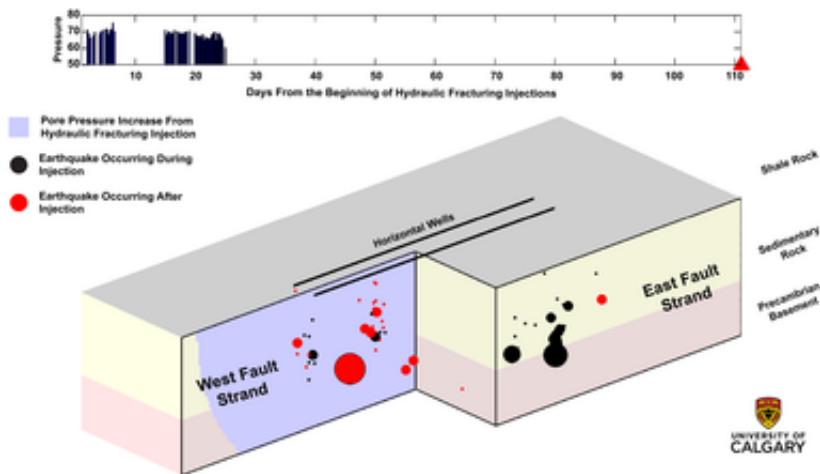 80
70
60
50
Pressure
10 20 30 40 50 60 70 80 90 100 110
Days From the Beginning of Hydraulic Fracturing Injections
Pore Pressure Increase From
Hydraulic Fracturing Injection
Earthquake Occurring During
Injection
Earthquake Occurring After
Injection
Horizontal Wells
Shale Rock
Sedimentary
Rock
Precambrian
Basement
East Fault
Strand
West Fault
Strand
UNIVERSITY OF
CALGARY